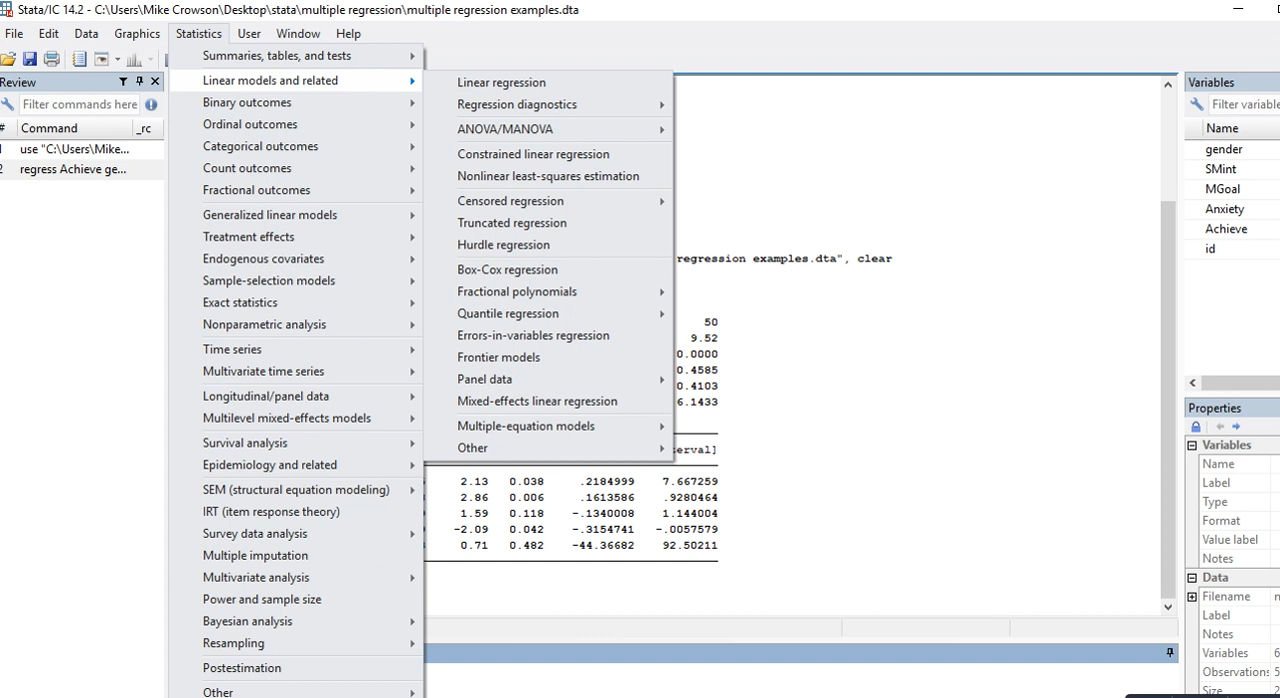 Stata/IC 14.2 - C:\Users\Mike Crowson\Desktop\stata\multiple regression\multiple regression examples.dta
File Edit Data Graphics Statistics User Window Help
Review
Filter commands here
# Command _rc
1 use "C:\Users\Mike...
2 regress Achieve ge...
Summaries, tables, and tests
Linear models and related
Binary outcomes
Ordinal outcomes
Categorical outcomes
Count outcomes
Fractional outcomes
Generalized linear models
Treatment effects
Endogenous covariates
Sample-selection models
Exact statistics
Nonparametric analysis
Time series
Multivariate time series
Longitudinal/panel data
Multilevel mixed-effects models
Survival analysis
Epidemiology and related
SEM (structural equation modeling)
IRT (item response theory)
Survey data analysis
Multiple imputation
Multivariate analysis
Power and sample size
Bayesian analysis
Resampling
Postestimation
Other
Linear regression
Regression diagnostics
ANOVA/MANOVA
Constrained linear regression
Nonlinear least-squares estimation
Censored regression
Truncated regression
Hurdle regression
Box-Cox regression
Fractional polynomials
Quantile regression
Errors-in-variables regression
Frontier models
Panel data
Mixed-effects linear regression
Multiple-equation models
Other
regression examples.dta", clear
50
9.52
0.0000
0.4585
0.4103
6.1433
terval]
2.13 0.038 .2184999 7.667259
2.86 0.006 .1613586 .9280464
1.59 0.118 -.1340008 1.144004
-2.09 0.042 -.3154741 -.0057579
0.71 0.482 -44.36682 92.50211
Variables
Filter variable
Name
gender
SMint
MGoal
Anxiety
Achieve
id
Properties
Variables
Name
Label
Type
Format
Value label
Notes
Data
Filename
Label
Notes
Variables 6
Observations 5
Size